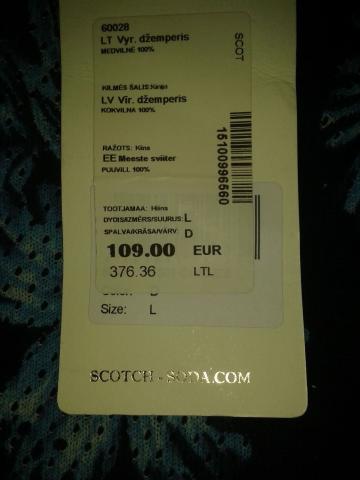 60028
LT Vyr. džemperis
MEDVILNĖ 100%
KILMĖS ŠALIS:Kinija
LV Vīr. džemperis
KOKVILNA 100%
RAŽOTS: Kīna
EE Meeste sviiter
PUUVILL 100%
SCOT
15100996560
TOOTJAMAA: Hiina
DYDIS/IZMĒRS/SUURUS: L
SPALVA/KRĀSA/VÄRV: D
109.00 EUR
376.36 LTL
Size: L
SCOTCH - SODA.COM